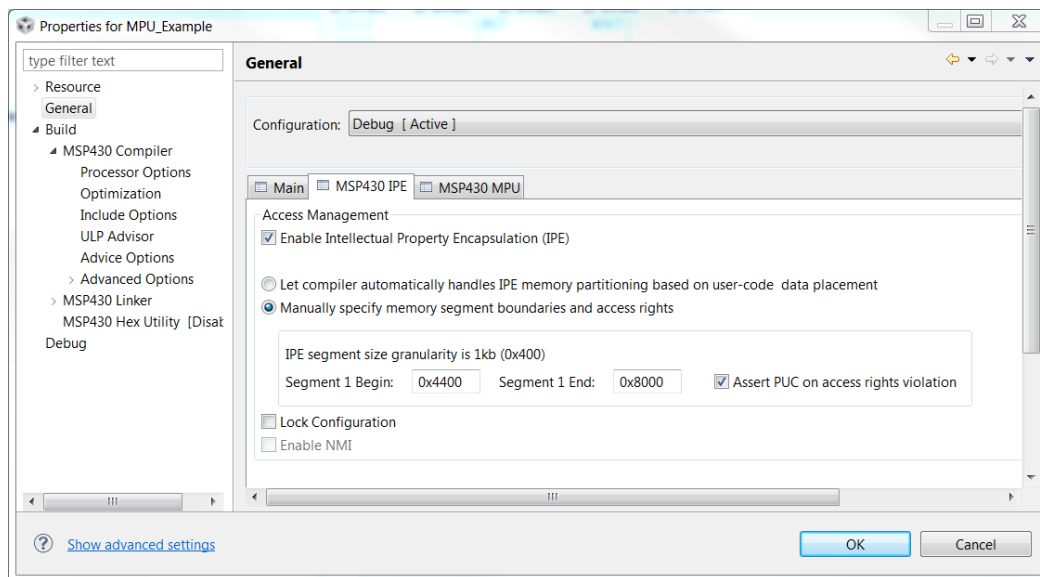 Properties for MPU_Example
type filter text
Resource
General
Build
MSP430 Compiler
Processor Options
Optimization
Include Options
ULP Advisor
Advice Options
Advanced Options
MSP430 Linker
MSP430 Hex Utility [Disat
Debug
General
Configuration: Debug [ Active ]
Main MSP430 IPE MSP430 MPU
Access Management
Enable Intellectual Property Encapsulation (IPE)
Let compiler automatically handles IPE memory partitioning based on user-code data placement
Manually specify memory segment boundaries and access rights
IPE segment size granularity is 1kb (0x400)
Segment 1 Begin: 0x4400 Segment 1 End: 0x8000 Assert PUC on access rights violation
Lock Configuration
Enable NMI
Show advanced settings
OK Cancel